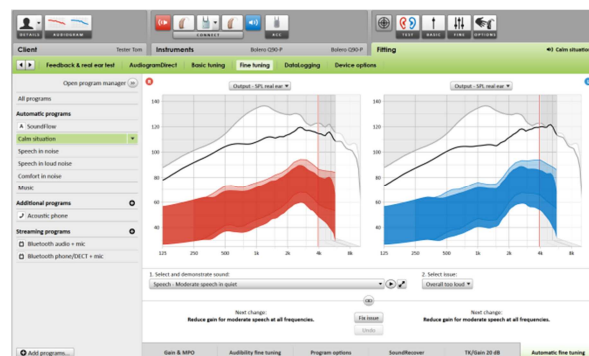 DETAILS AUDIOGRAM CONNECT ACC TEST BASIC FINE OPTIONS
Client Tester Tom Instruments Bolero Q90-P Bolero Q90-P Fitting Calm situation
Feedback & real ear test AudiogramDirect Basic tuning Fine tuning DataLogging Device options
Open program manager
All programs
Automatic programs
A SoundFlow
Calm situation
Speech in noise
Speech in loud noise
Comfort in noise
Music
Additional programs
Acoustic phone
Streaming programs
Bluetooth audio + mic
Bluetooth phone/DECT + mic
Add programs...
Output - SPL real ear
140
120
100
80
60
40
125 250 500 1k 2k 4k 8k
Output - SPL real ear
140
120
100
80
60
40
125 250 500 1k 2k 4k 8k
1. Select and demonstrate sound: 2. Select issue:
Speech - Moderate speech in quiet Overall too loud
Next change: Next change:
Reduce gain for moderate speech at all frequencies. Fix issue Reduce gain for moderate speech at all frequencies.
Undo
Gain & MPO Audibility fine tuning Program options SoundRecover TK/Gain 20 dB Automatic fine tuning